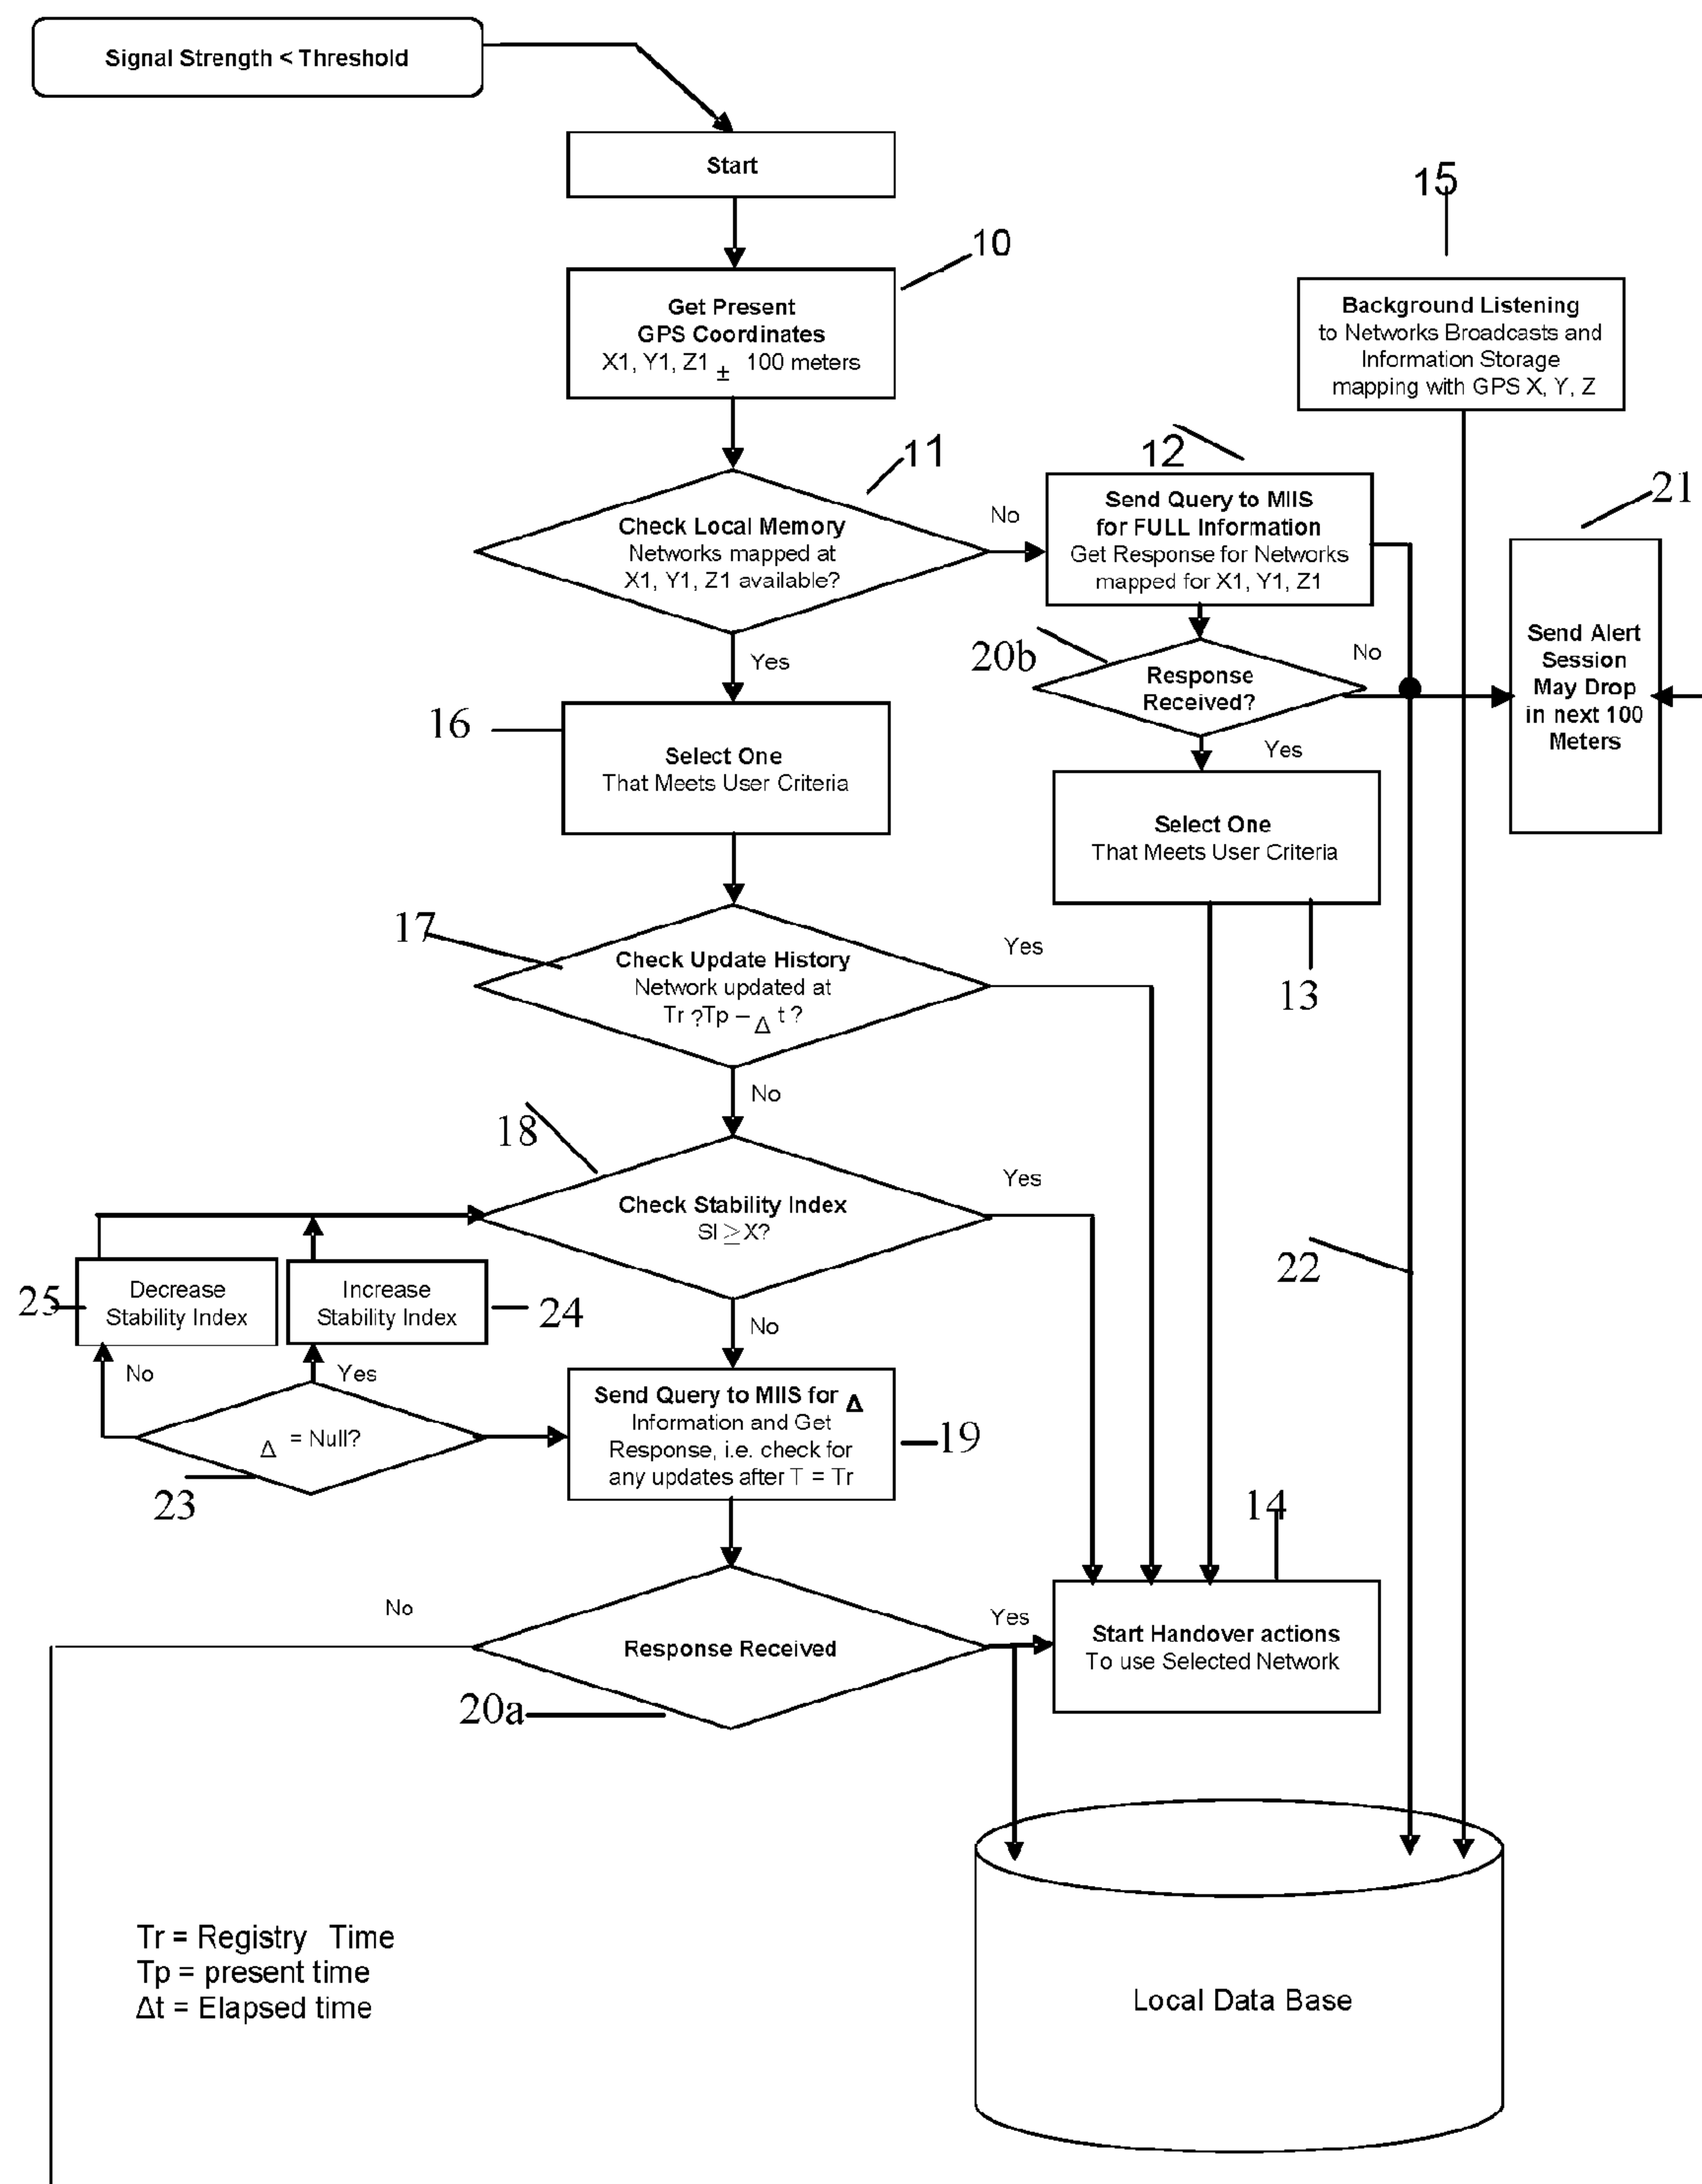 Signal Strength < Threshold
Start
10
Get Present
GPS Coordinates
X1, Y1, Z1 ± 100 meters
15
Background Listening
to Networks Broadcasts and
Information Storage
mapping with GPS X, Y, Z
11
Check Local Memory
Networks mapped at
X1, Y1, Z1 available?
No
12
Send Query to MIIS
for FULL Information
Get Response for Networks
mapped for X1, Y1, Z1
21
Send Alert
Session
May Drop
in next 100
Meters
Yes
20b
Response
Received?
No
Yes
16
Select One
That Meets User Criteria
Select One
That Meets User Criteria
13
17
Check Update History
Network updated at
Tr ?Tp – Δ t ?
Yes
No
18
Check Stability Index
SI ≥ X?
Yes
No
22
25
Decrease
Stability Index
Increase
Stability Index
24
No
Yes
Δ = Null?
23
Send Query to MIIS for Δ
Information and Get
Response, i.e. check for
any updates after T = Tr
19
14
No
Response Received
Yes
20a
Start Handover actions
To use Selected Network
Tr = Registry Time
Tp = present time
Δt = Elapsed time
Local Data Base